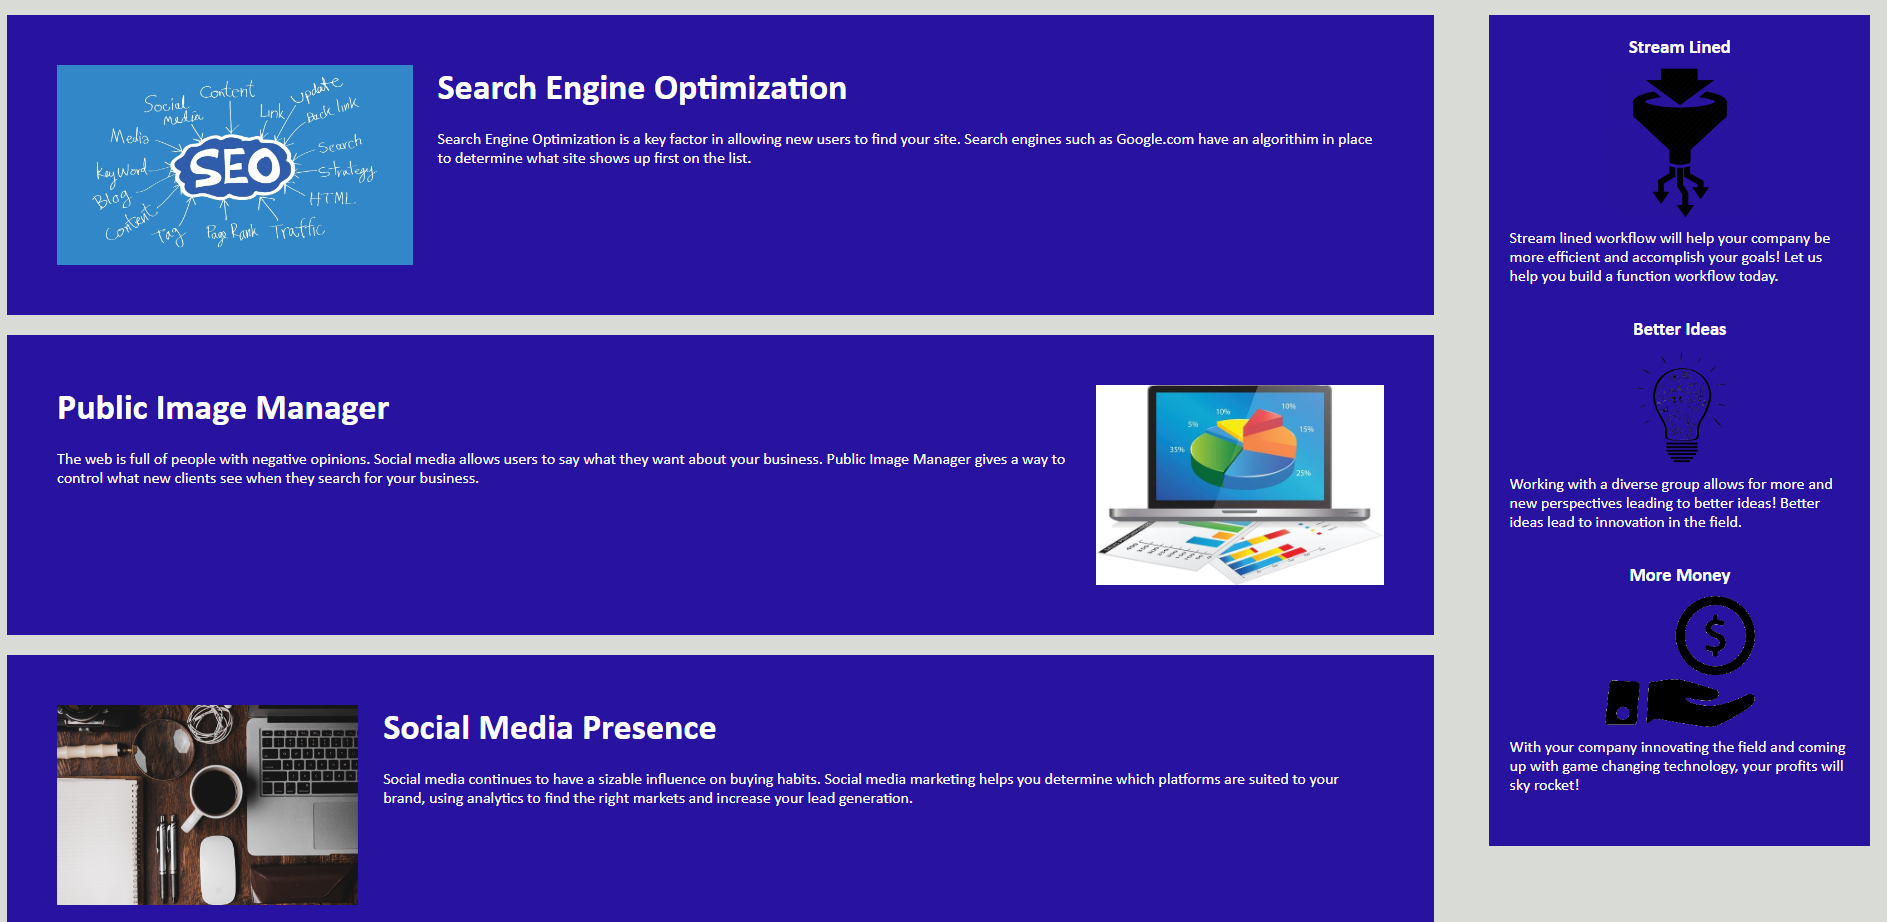 Search Engine Optimization
Search Engine Optimization is a key factor in allowing new users to find your site. Search engines such as Google.com have an algorithim in place
to determine what site shows up first on the list.
Content
Update
Social
media
Link
Back link
Media
Search
KeyWord
SEO
Strategy
Blog
HTML
Content
Tag
Page Rank
Traffic
Public Image Manager
The web is full of people with negative opinions. Social media allows users to say what they want about your business. Public Image Manager gives a way to
control what new clients see when they search for your business.
10%
10%
5%
15%
35%
25%
Social Media Presence
Social media continues to have a sizable influence on buying habits. Social media marketing helps you determine which platforms are suited to your
brand, using analytics to find the right markets and increase your lead generation.
Stream Lined
Stream lined workflow will help your company be
more efficient and accomplish your goals! Let us
help you build a function workflow today.
Better Ideas
Working with a diverse group allows for more and
new perspectives leading to better ideas! Better
ideas lead to innovation in the field.
More Money
$
With your company innovating the field and coming
up with game changing technology, your profits will
sky rocket!